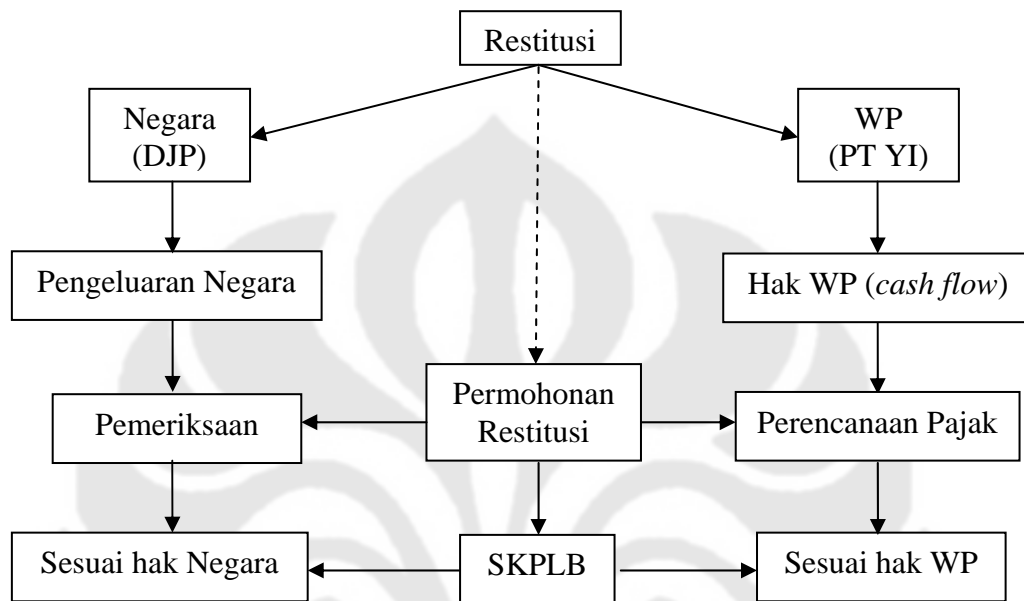 Restitusi
Negara
(DJP)
WP
(PT YI)
Pengeluaran Negara
Hak WP (cash flow)
Pemeriksaan
Permohonan
Restitusi
Perencanaan Pajak
Sesuai hak Negara
SKPLB
Sesuai hak WP